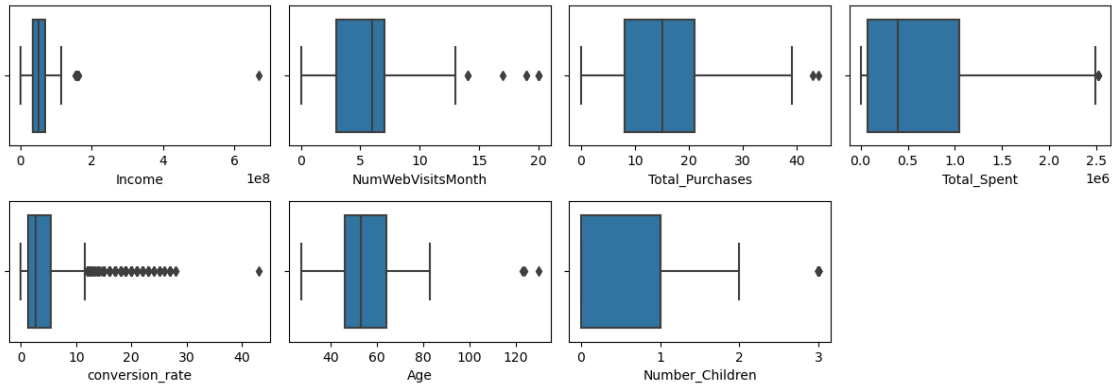 0 2 4 6
1e8
Income
0 5 10 15 20
NumWebVisitsMonth
0 20 40
Total_Purchases
0.0 0.5 1.0 1.5 2.0 2.5
1e6
Total_Spent
0 10 20 30 40
conversion_rate
40 60 80 100 120
Age
0 1 2 3
Number_Children